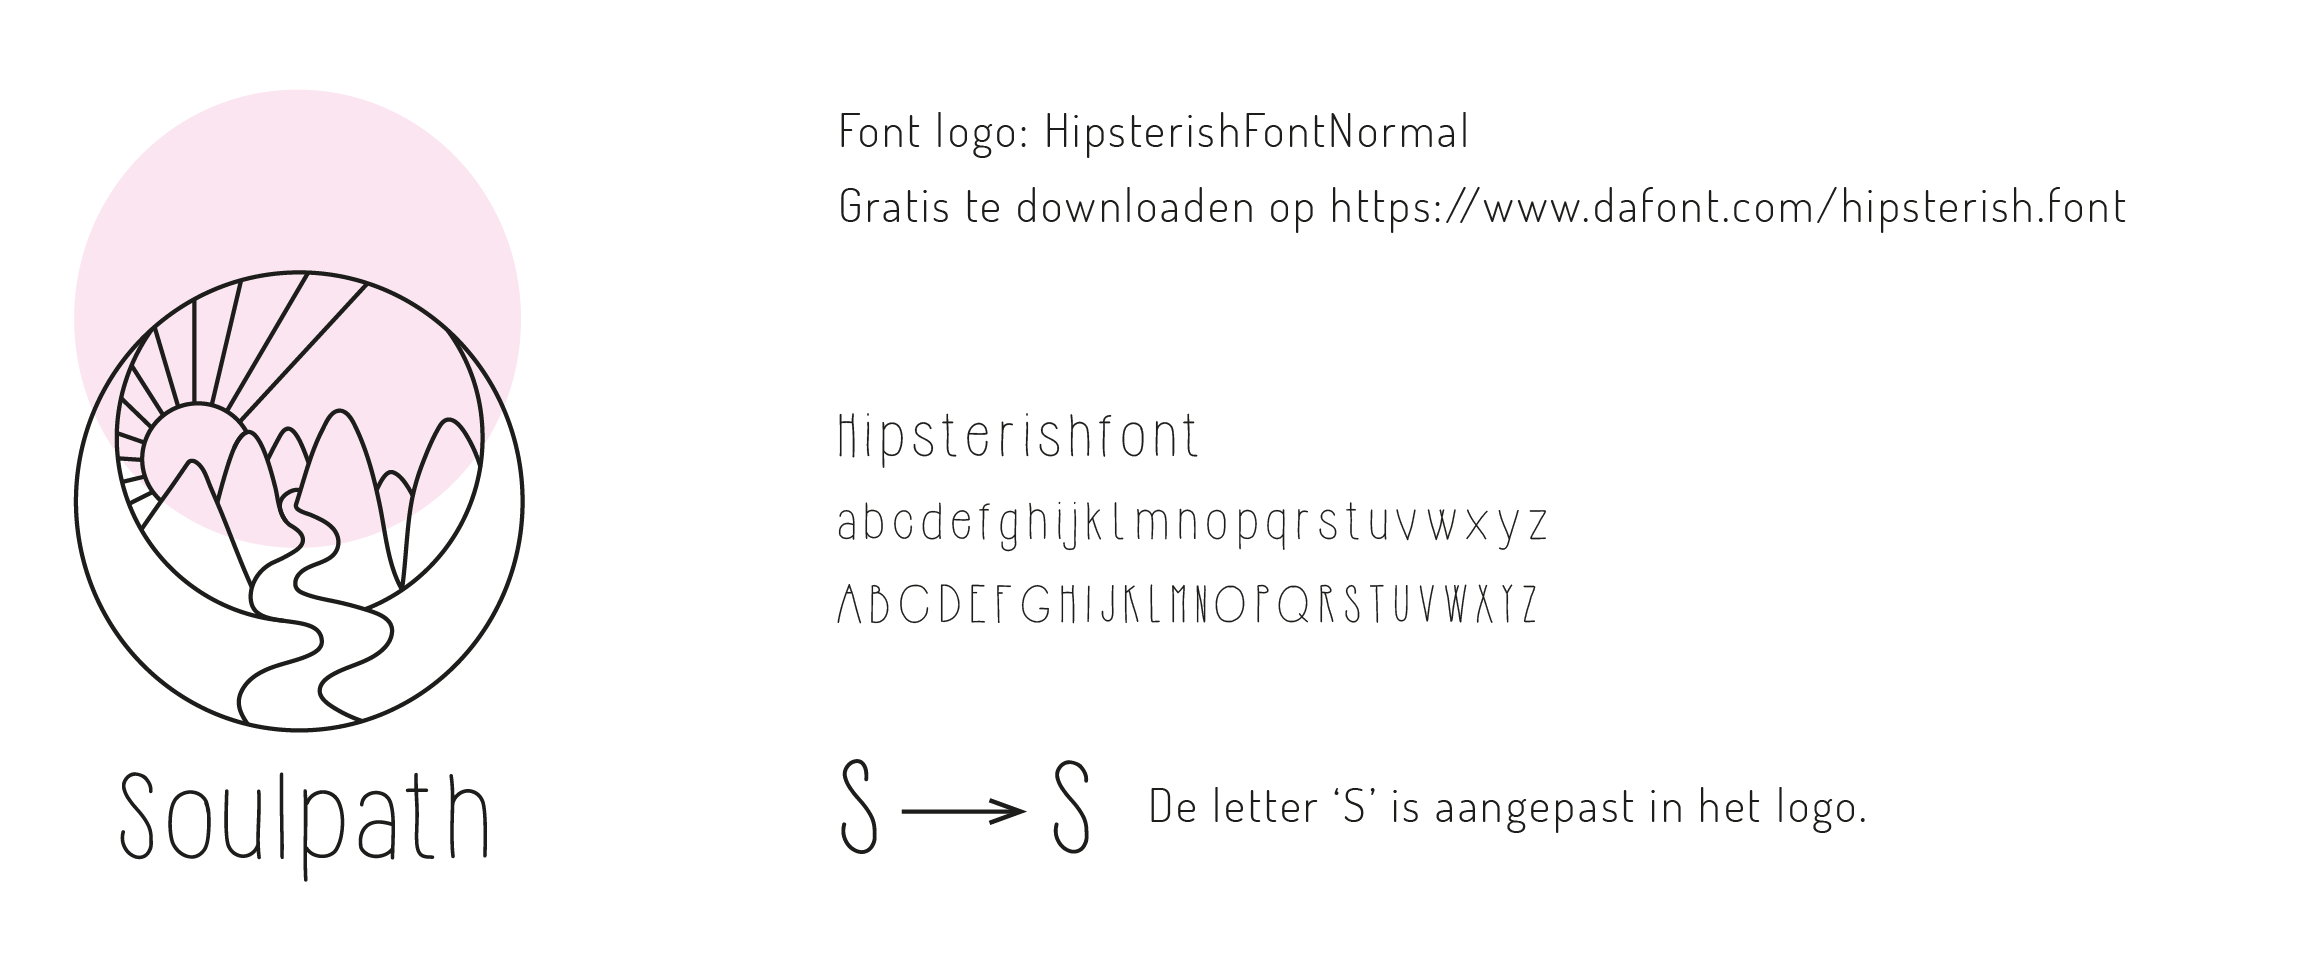 Font logo: HipsterishFontNormal
Gratis te downloaden op https://www.dafont.com/hipsterish.font
Hipsterishfont
abcdefghijklmnopqrstuvwxyz
ABCDEFGHIJKLMNOPQRSTUVWXYZ
S → S De letter ‘S’ is aangepast in het logo.
Soulpath